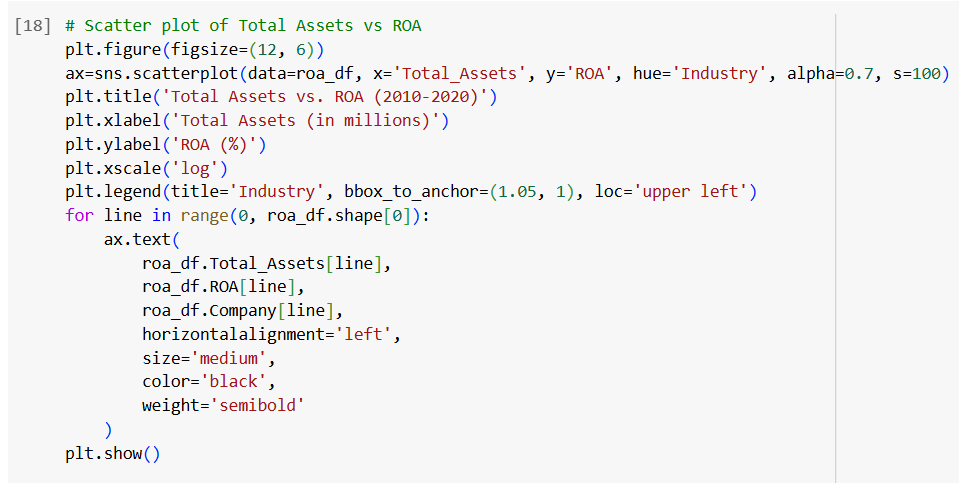 [18] # Scatter plot of Total Assets vs ROA
plt.figure(figsize=(12, 6))
ax=sns.scatterplot(data=roa_df, x='Total_Assets', y='ROA', hue='Industry', alpha=0.7, s=100)
plt.title('Total Assets vs. ROA (2010-2020)')
plt.xlabel('Total Assets (in millions)')
plt.ylabel('ROA (%)')
plt.xscale('log')
plt.legend(title='Industry', bbox_to_anchor=(1.05, 1), loc='upper left')
for line in range(0, roa_df.shape[0]):
    ax.text(
        roa_df.Total_Assets[line],
        roa_df.ROA[line],
        roa_df.Company[line],
        horizontalalignment='left',
        size='medium',
        color='black',
        weight='semibold'
    )
plt.show()